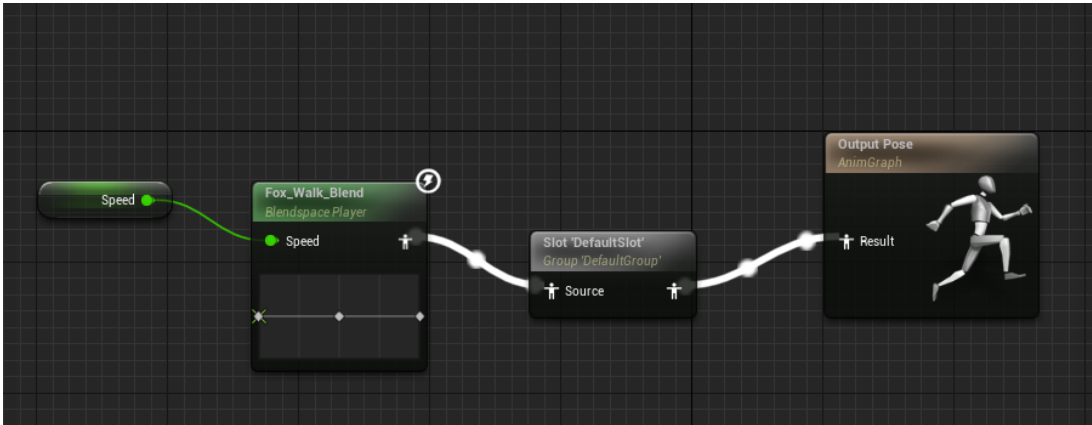 Speed
Fox_Walk_Blend
Blendspace Player
Speed
Slot 'DefaultSlot'
Group 'DefaultGroup'
Source
Output Pose
AnimGraph
Result